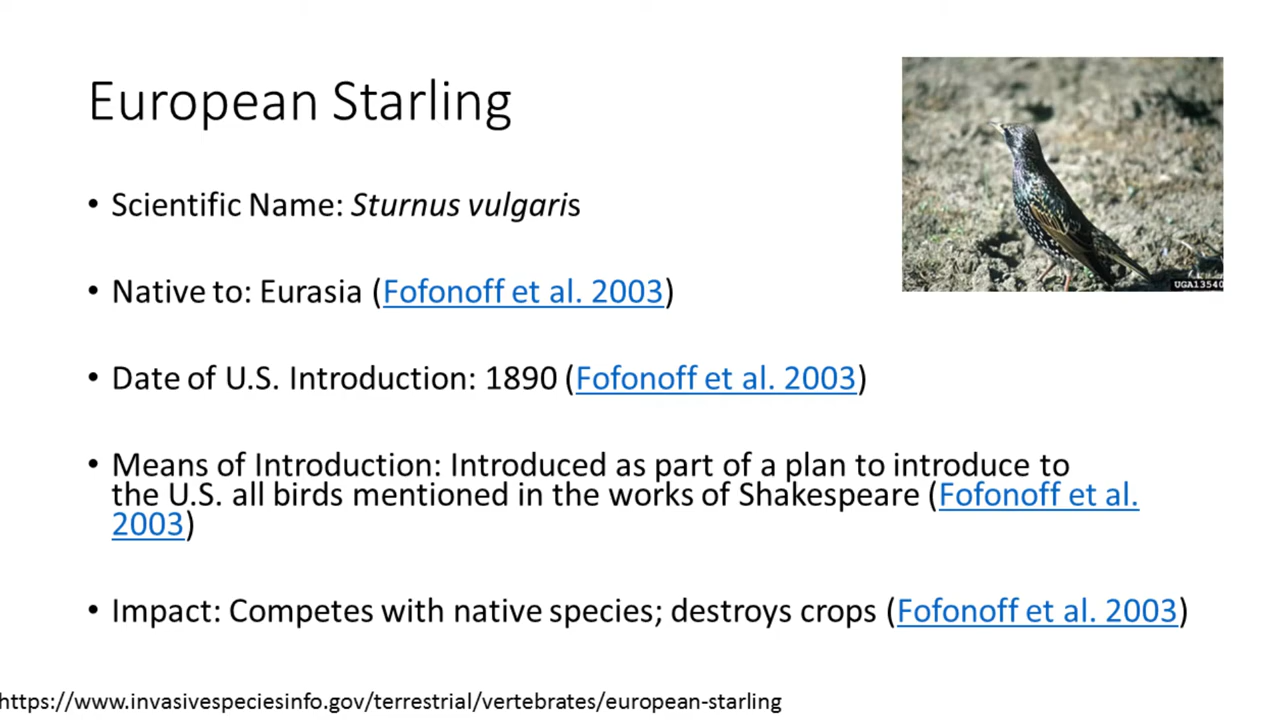 European Starling
• Scientific Name: Sturnus vulgaris
• Native to: Eurasia (Fofonoff et al. 2003)
• Date of U.S. Introduction: 1890 (Fofonoff et al. 2003)
• Means of Introduction: Introduced as part of a plan to introduce to
the U.S. all birds mentioned in the works of Shakespeare (Fofonoff et al.
2003)
• Impact: Competes with native species; destroys crops (Fofonoff et al. 2003)
https://www.invasivespeciesinfo.gov/terrestrial/vertebrates/european-starling
UGA13540